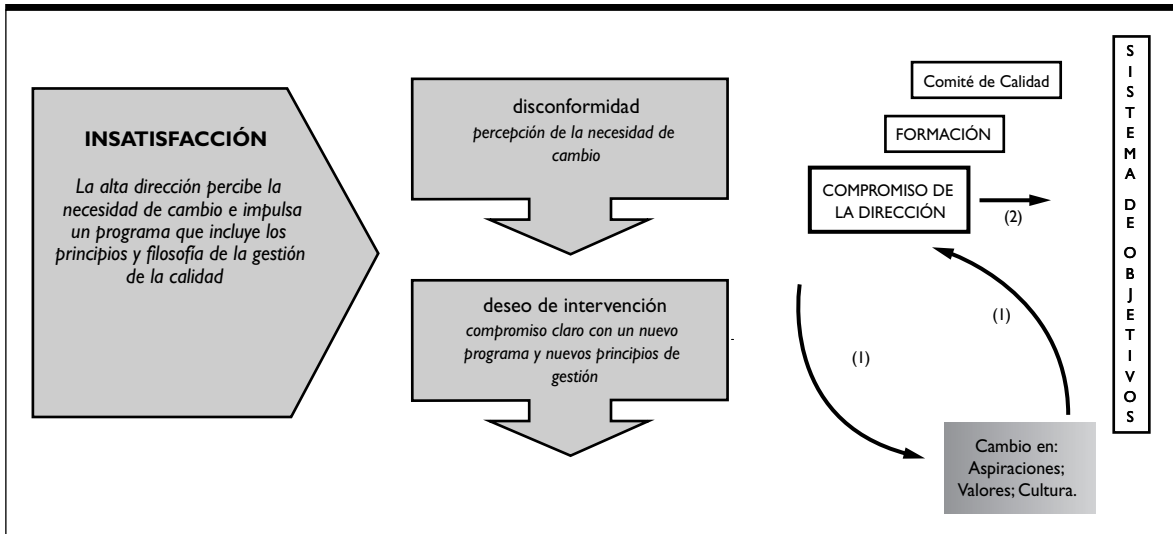 INSATISFACCIÓN
La alta dirección percibe la
necesidad de cambio e impulsa
un programa que incluye los
principios y filosofía de la gestión
de la calidad
disconformidad
percepción de la necesidad de
cambio
deseo de intervención
compromiso claro con un nuevo
programa y nuevos principios de
gestión
Comité de Calidad
FORMACIÓN
COMPROMISO DE
LA DIRECCIÓN
(2)
(1)
(1)
Cambio en:
Aspiraciones;
Valores; Cultura.
SISTEMA DE OBJETIVOS